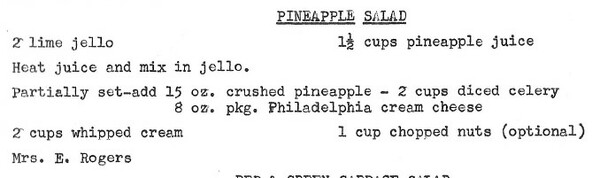 PINEAPPLE SALAD
2 lime jello 1½ cups pineapple juice
Heat juice and mix in jello.
Partially set-add 15 oz. crushed pineapple - 2 cups diced celery
8 oz. pkg. Philadelphia cream cheese
2 cups whipped cream 1 cup chopped nuts (optional)
Mrs. E. Rogers